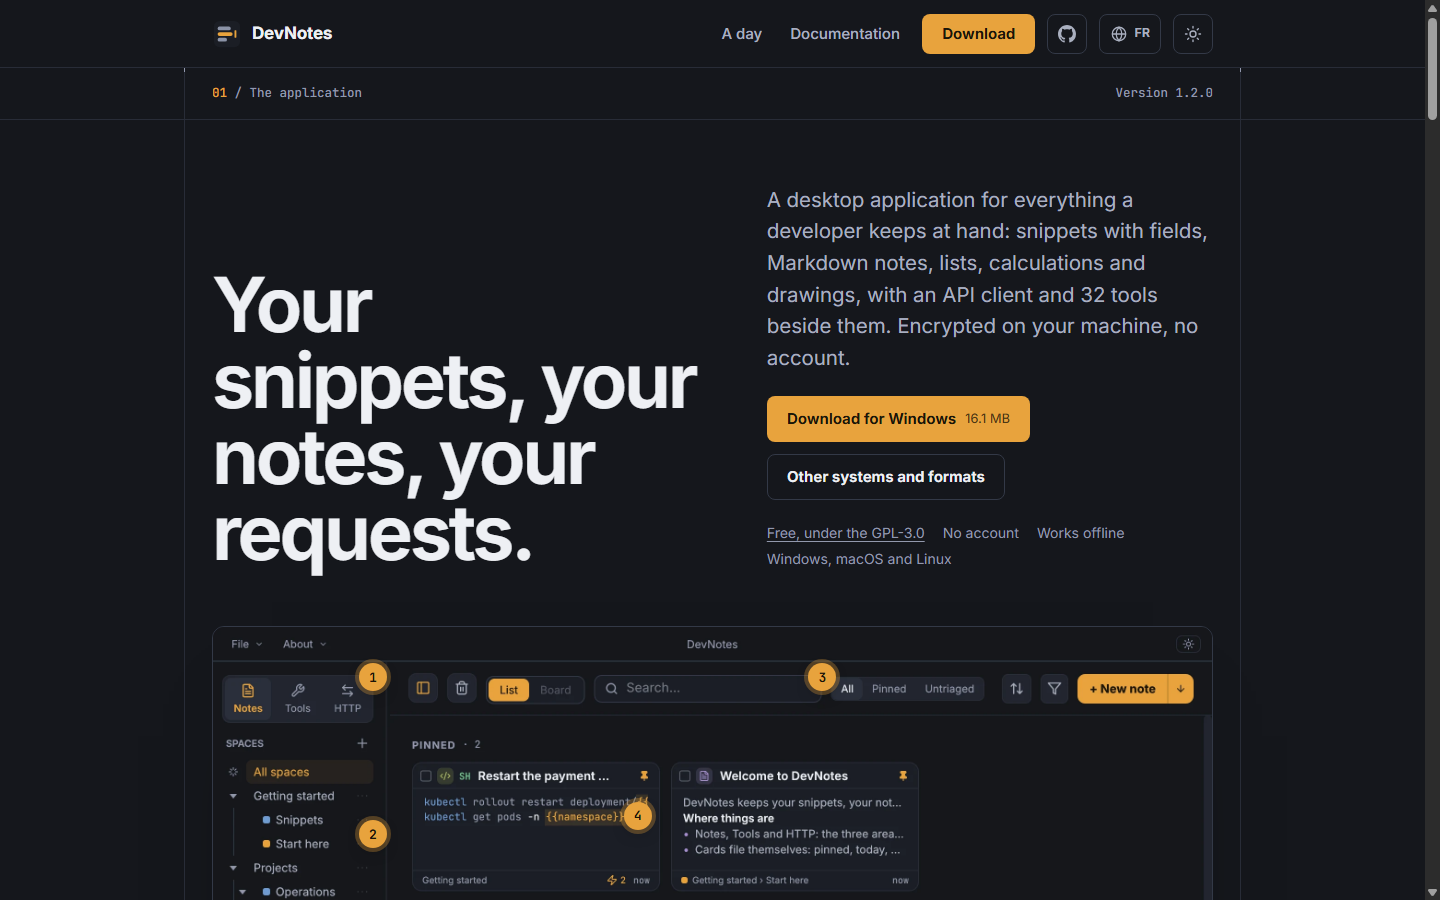 DevNotes
A day
Documentation
Download
FR
01 / The application
Version 1.2.0
Your
snippets, your
notes, your
requests.
A desktop application for everything a
developer keeps at hand: snippets with fields,
Markdown notes, lists, calculations and
drawings, with an API client and 32 tools
beside them. Encrypted on your machine, no
account.
Download for Windows 16.1 MB
Other systems and formats
Free, under the GPL-3.0 No account Works offline
Windows, macOS and Linux
File About
DevNotes
1
Notes Tools HTTP
List Board
Search...
3
All Pinned Untriaged
+ New note
SPACES
All spaces
Getting started
Snippets
2
Start here
Projects
Operations
PINNED · 2
SH Restart the payment ...
kubectl rollout restart deployment/
kubectl get pods -n {{namespace}}
4
Getting started
2 now
Welcome to DevNotes
DevNotes keeps your snippets, your not...
Where things are
• Notes, Tools and HTTP: the three area...
• Cards file themselves: pinned, today, ...
Getting started › Start here
now